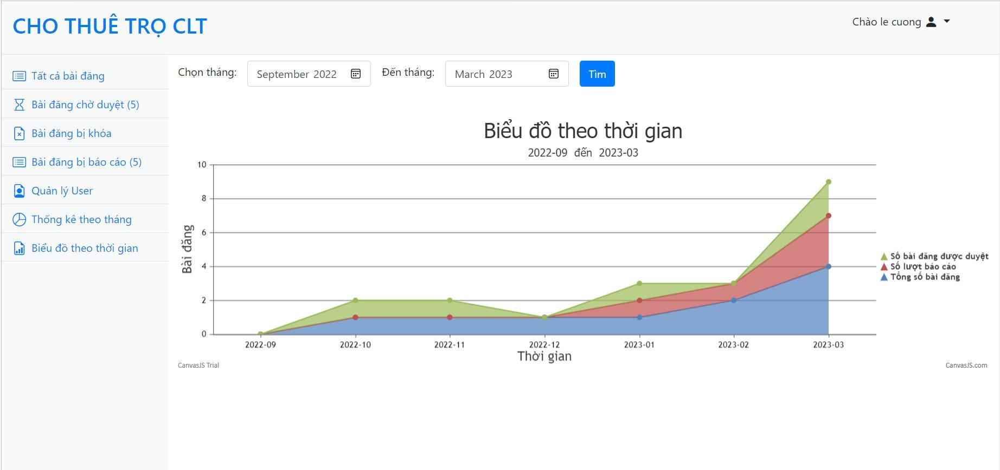 CHO THUÊ TRỌ CLT
Chào le cuong
Tất cả bài đăng
Bài đăng chờ duyệt (5)
Bài đăng bị khóa
Bài đăng bị báo cáo (5)
Quản lý User
Thống kê theo tháng
Biểu đồ theo thời gian
Chọn tháng: September 2022 Đến tháng: March 2023 Tìm
Biểu đồ theo thời gian
2022-09 đến 2023-03
Bài đăng
10
8
6
4
2
0
2022-09 2022-10 2022-11 2022-12 2023-01 2023-02 2023-03
Thời gian
Số bài đăng được duyệt
Số lượt báo cáo
Tổng số bài đăng
CanvasJS Trial
CanvasJS.com